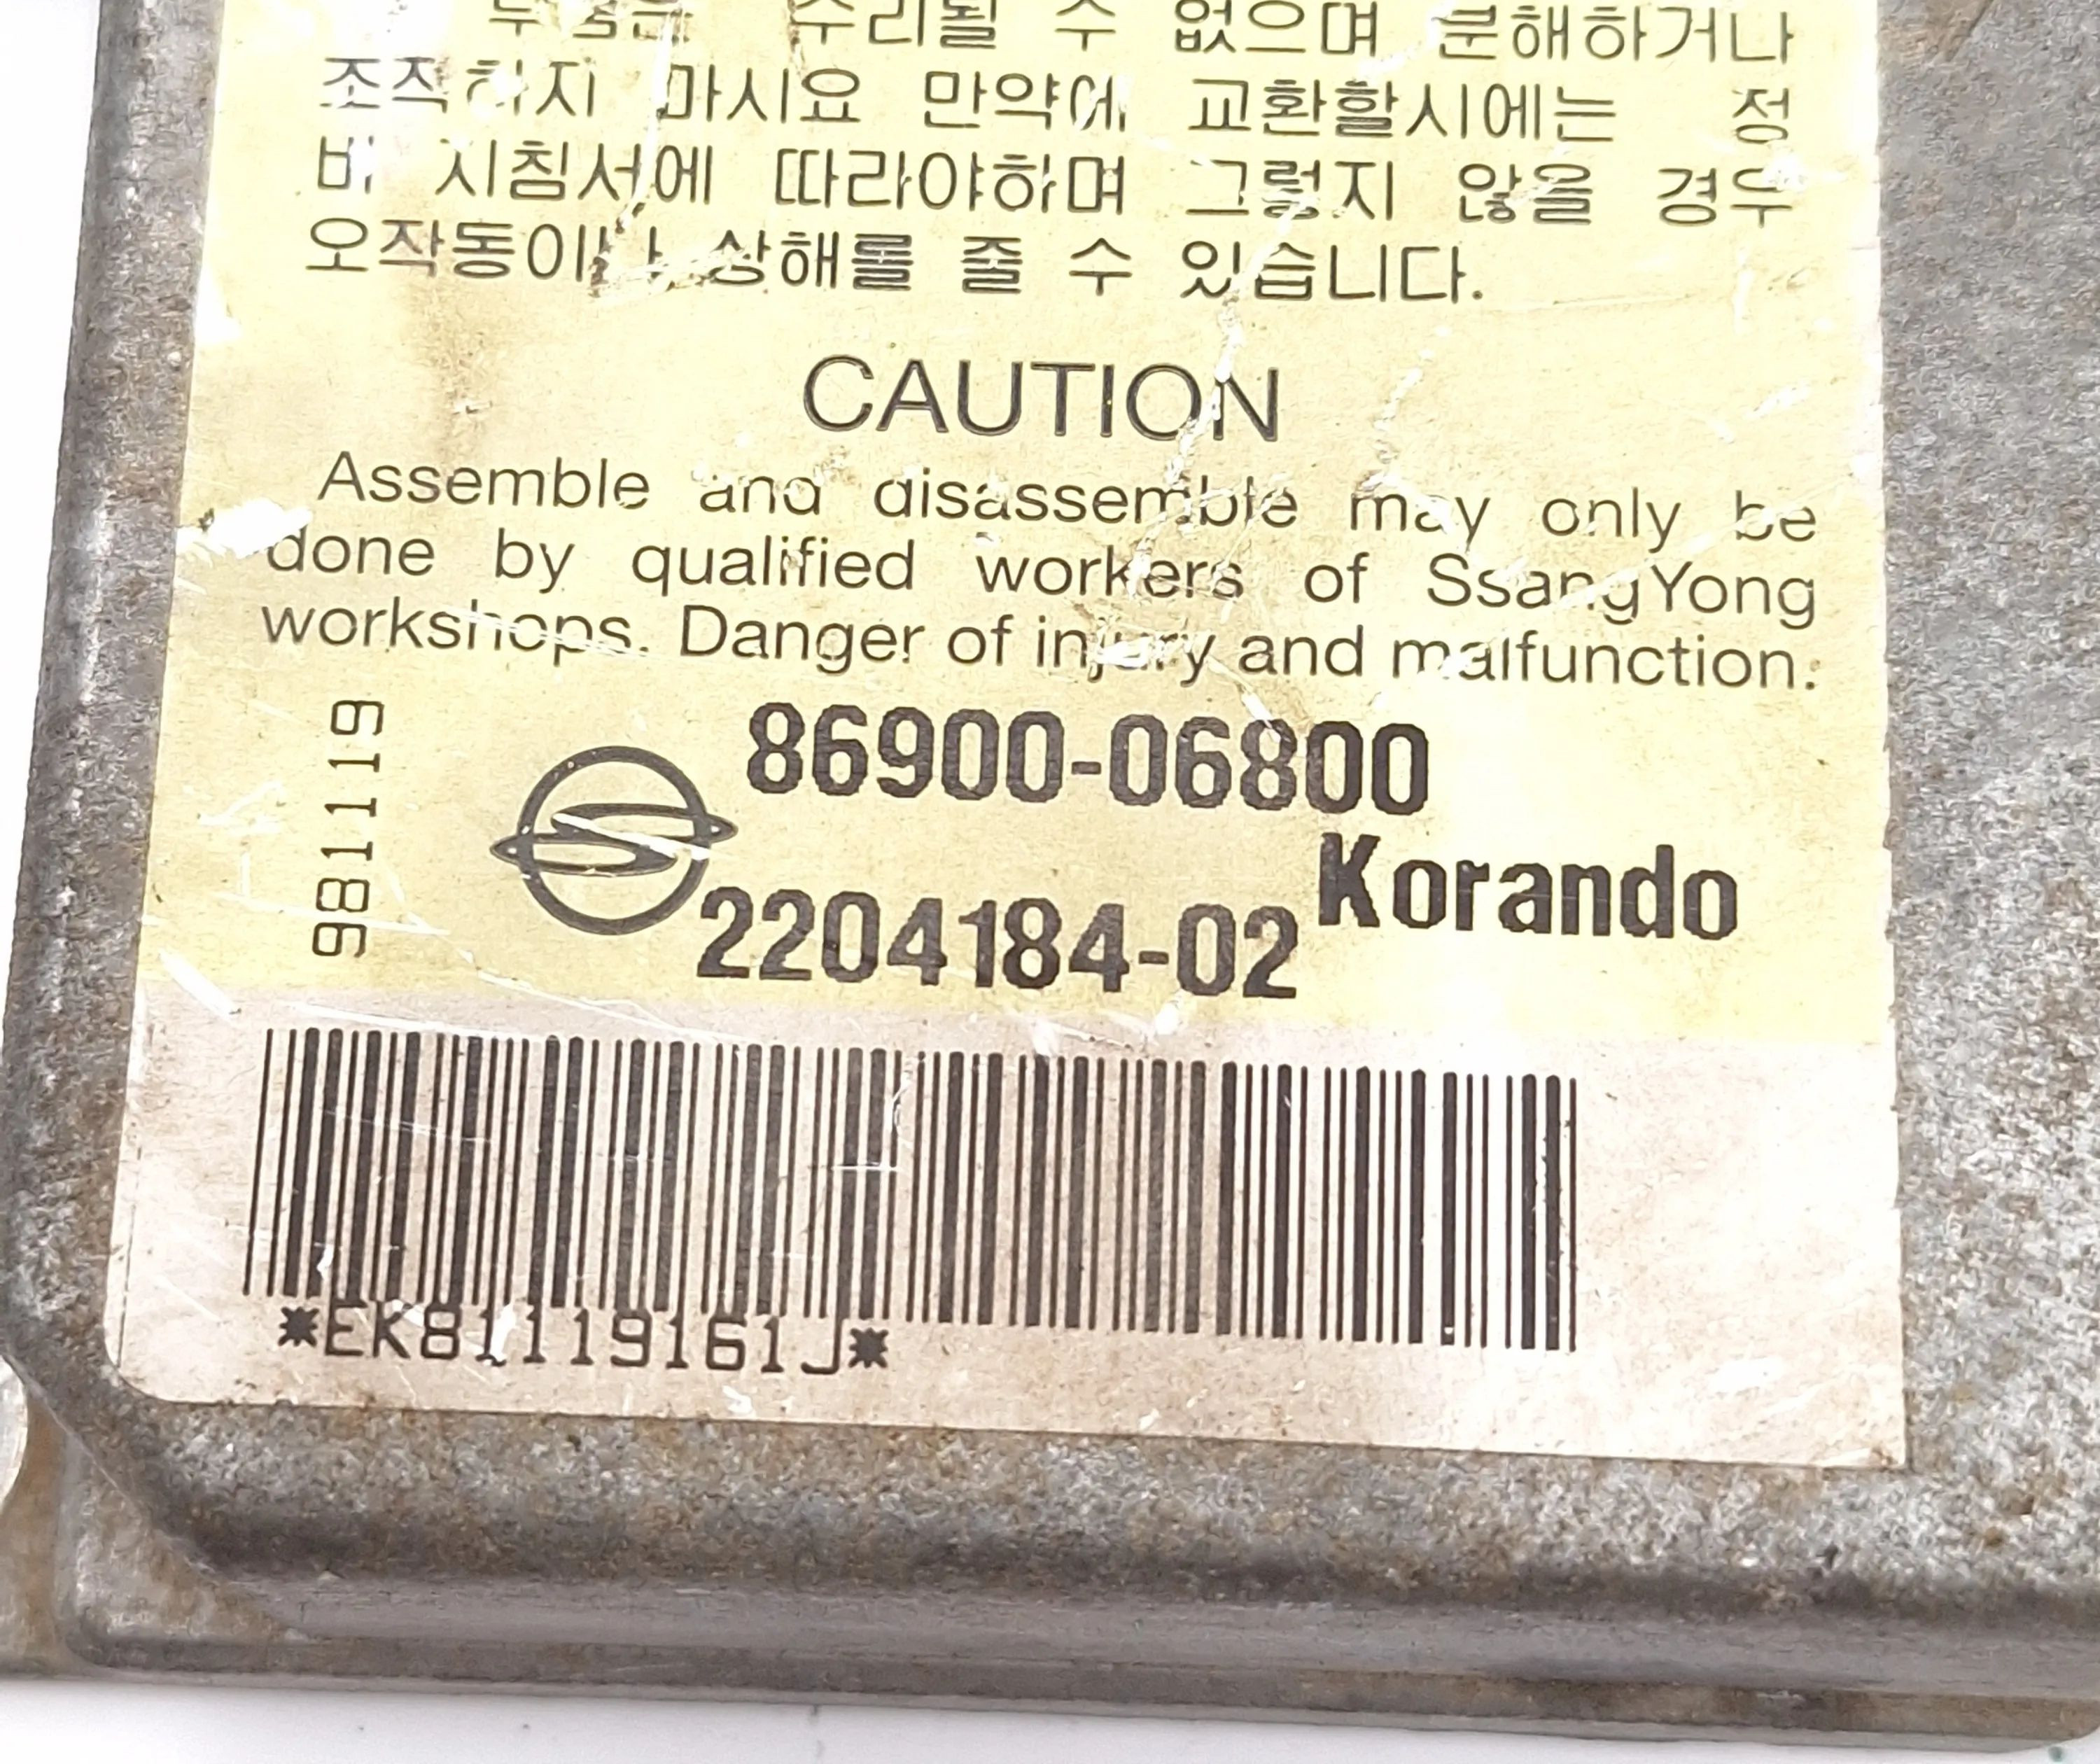 부품은 수리될 수 없으며 분해하거나
조작하지 마시요 만약에 교환할시에는 정
비 지침서에 따라야하며 그렇지 않을 경우
오작동이나 상해를 줄 수 있습니다.
CAUTION
Assemble and disassemble may only be
done by qualified workers of SsangYong
workshops. Danger of injury and malfunction.
981119
86900-06800
Korando
2204184-02
*EK81119161J*